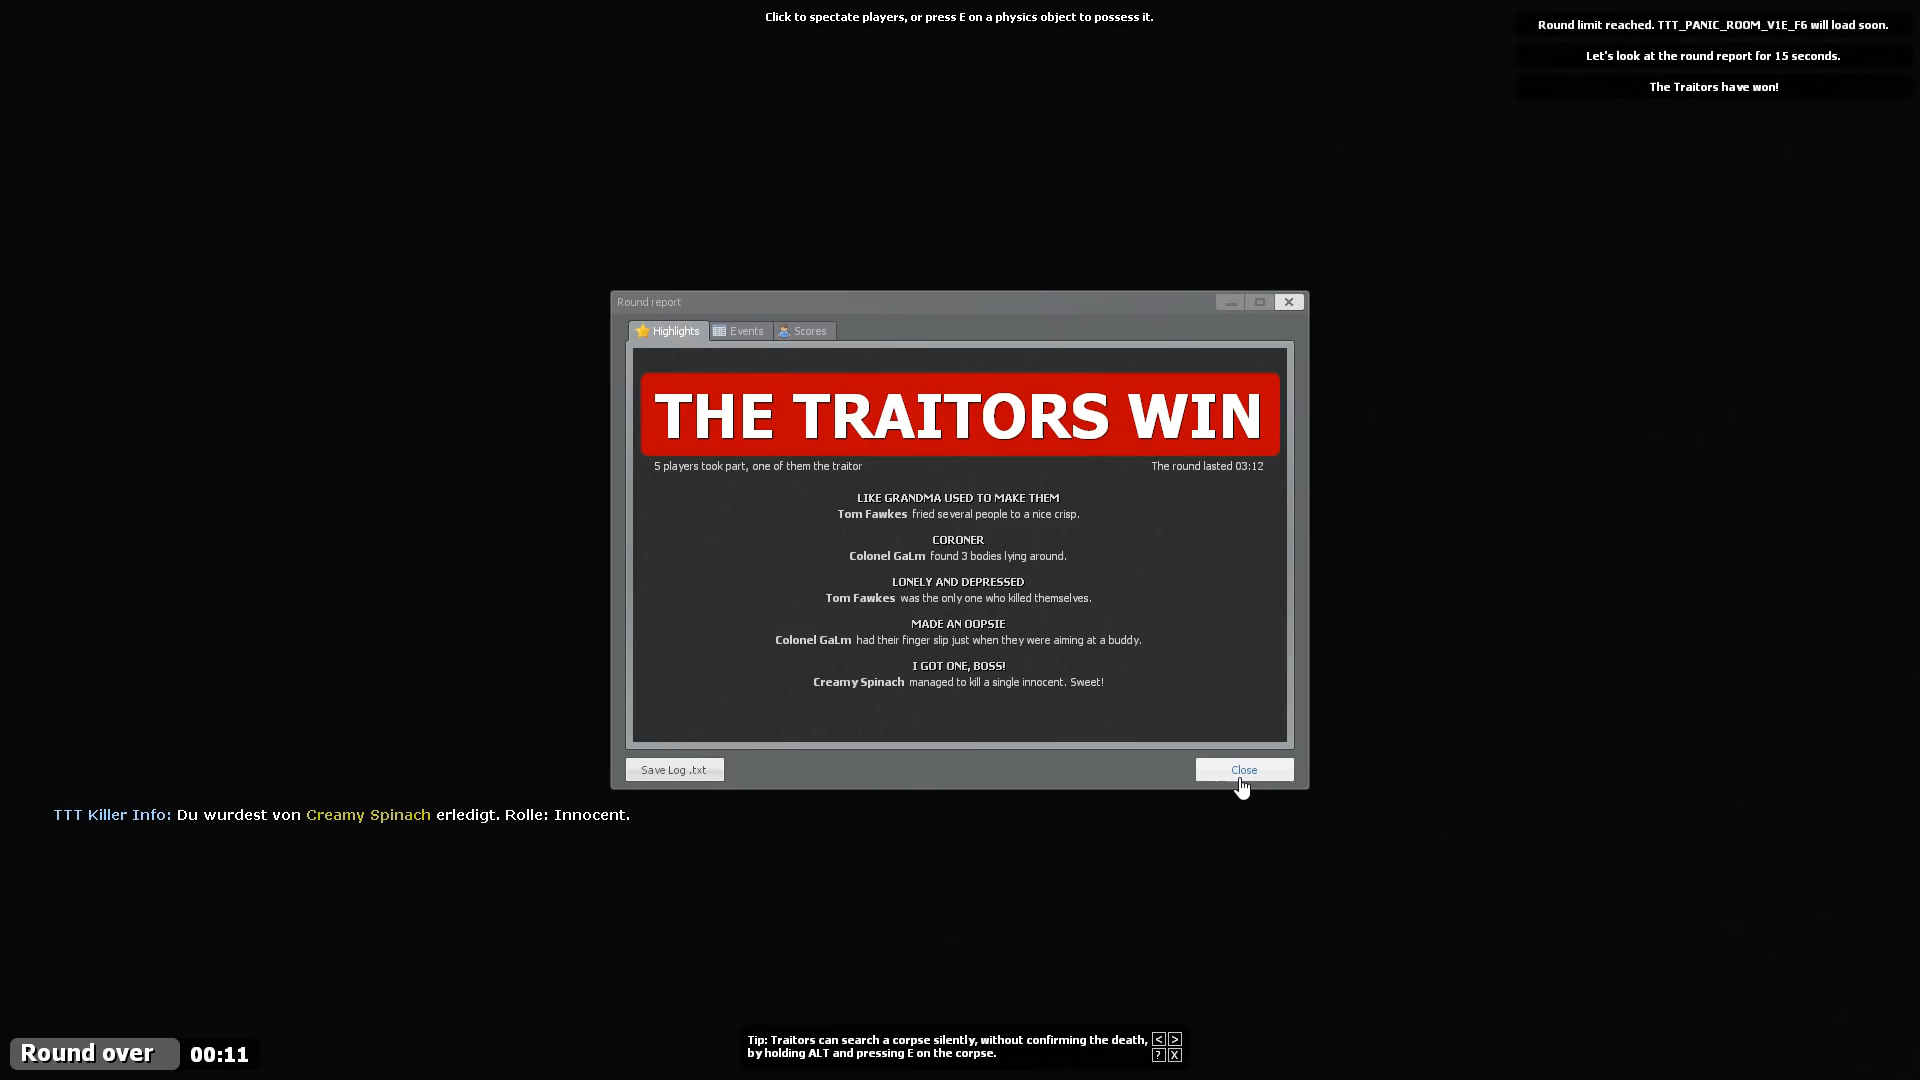 Click to spectate players, or press E on a physics object to possess it.
Round limit reached. TTT_PANIC_ROOM_V1E_F6 will load soon.
Let's look at the round report for 15 seconds.
The Traitors have won!
Round report
Highlights
Events
Scores
THE TRAITORS WIN
5 players took part, one of them the traitor
The round lasted 03:12
LIKE GRANDMA USED TO MAKE THEM
Tom Fawkes fried several people to a nice crisp.
CORONER
Colonel GaLm found 3 bodies lying around.
LONELY AND DEPRESSED
Tom Fawkes was the only one who killed themselves.
MADE AN OOPSIE
Colonel GaLm had their finger slip just when they were aiming at a buddy.
I GOT ONE, BOSS!
Creamy Spinach managed to kill a single innocent. Sweet!
Save Log .txt
Close
TTT Killer Info: Du wurdest von Creamy Spinach erledigt. Rolle: Innocent.
Round over 00:11
Tip: Traitors can search a corpse silently, without confirming the death,
by holding ALT and pressing E on the corpse.
< >
? X